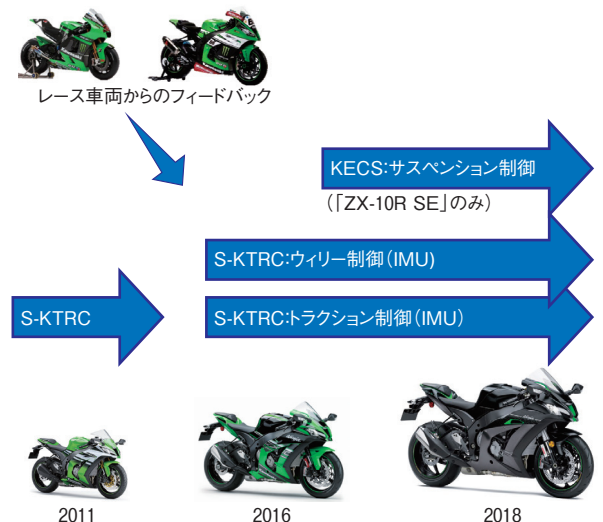 レース車両からのフィードバック
KECS:サスペンション制御
(「ZX-10R SE」のみ)
S-KTRC:ウィリー制御(IMU)
S-KTRC
S-KTRC:トラクション制御(IMU)
2011
2016
2018